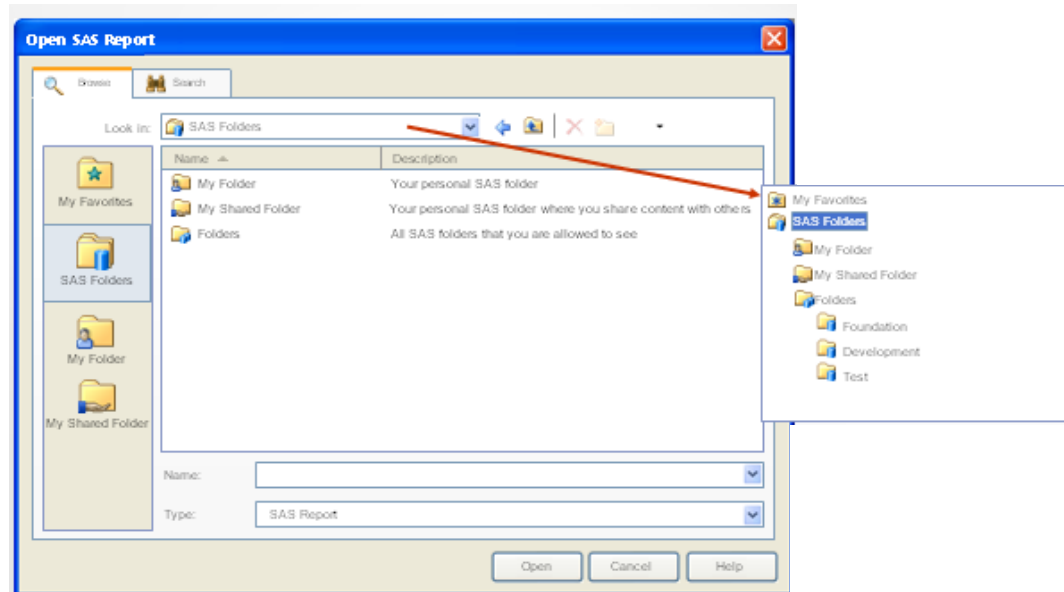 Open SAS Report
Browse Search
Look in: SAS Folders
Name Description
My Favorites
My Folder Your personal SAS folder
My Shared Folder Your personal SAS folder where you share content with others
Folders All SAS folders that you are allowed to see
SAS Folders
My Folder
My Shared Folder
Name:
Type: SAS Report
Open Cancel Help
My Favorites
SAS Folders
My Folder
My Shared Folder
Folders
Foundation
Development
Test